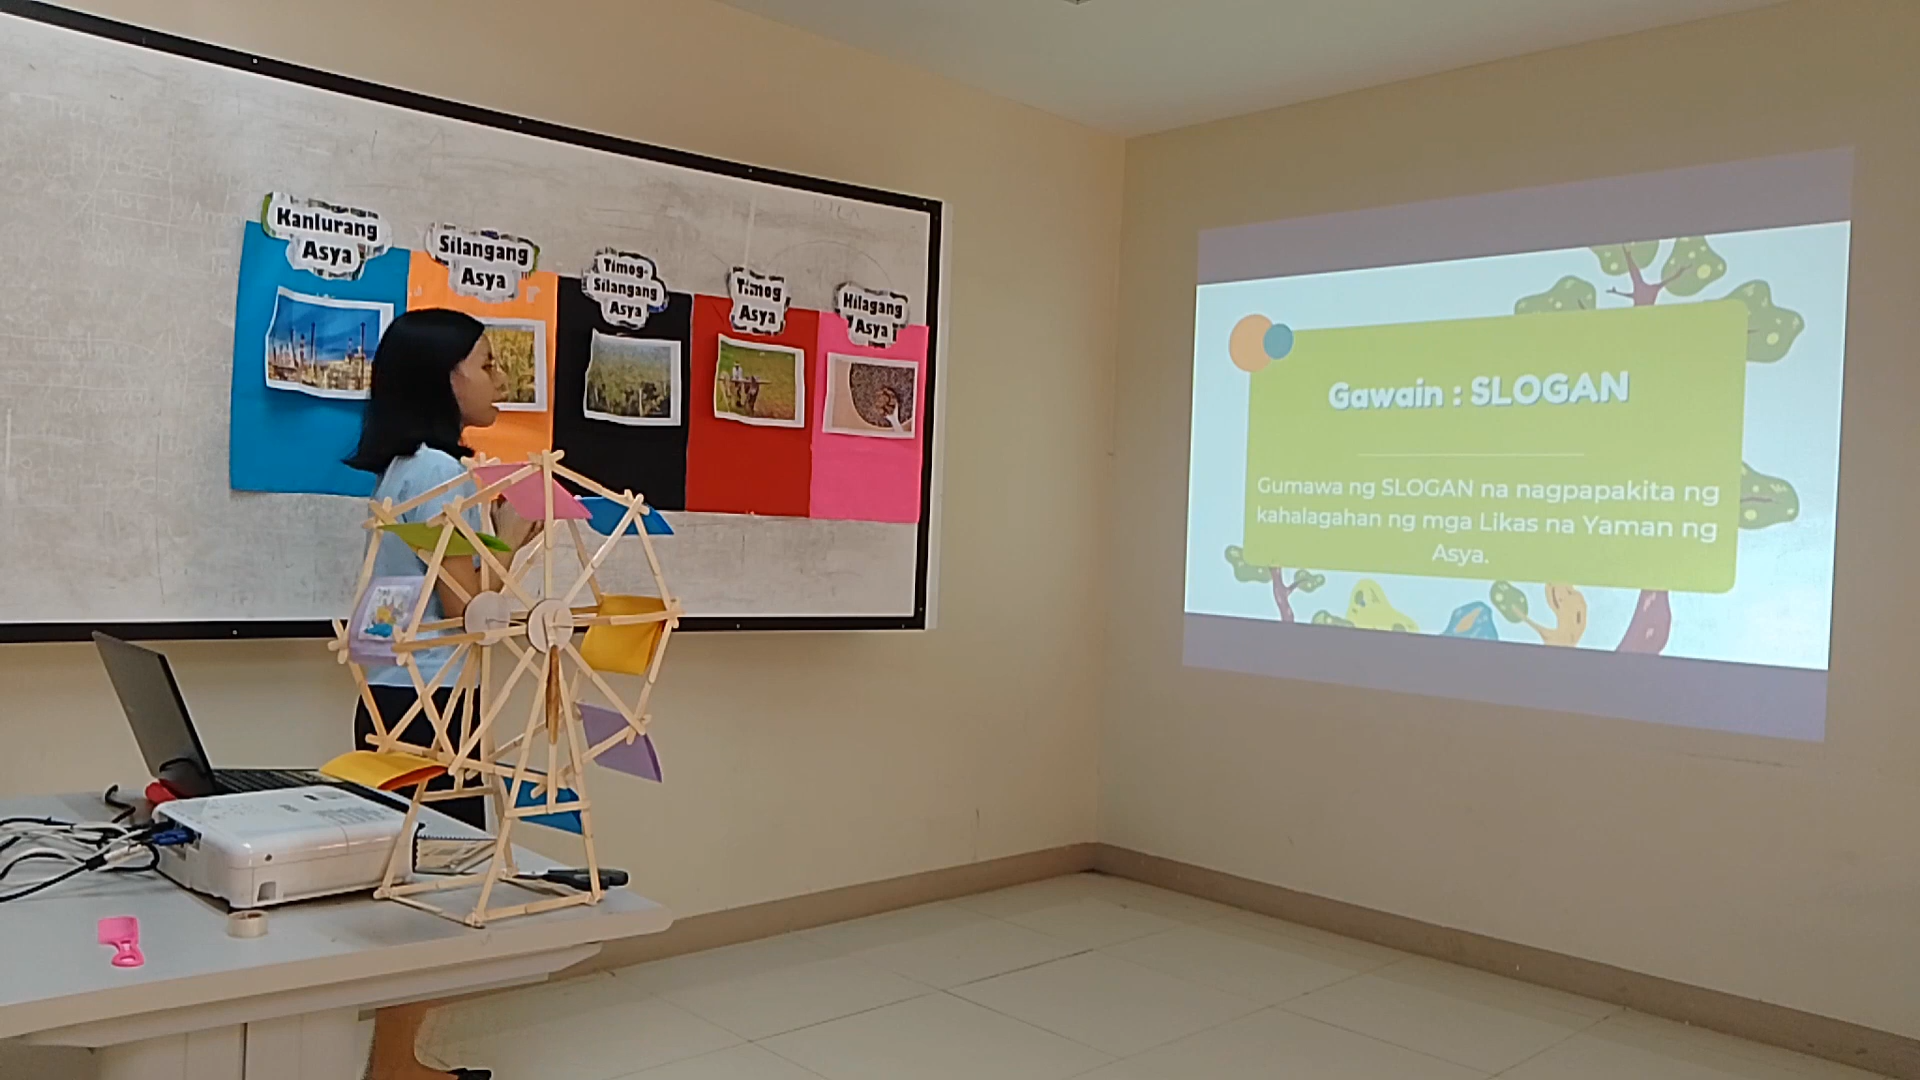 Kanlurang
Asya
Silangang
Asya
Timog-
Silangang
Asya
Timog
Asya
Hilagang
Asya
Gawain : SLOGAN
Gumawa ng SLOGAN na nagpapakita ng
kahalagahan ng mga Likas na Yaman ng
Asya.